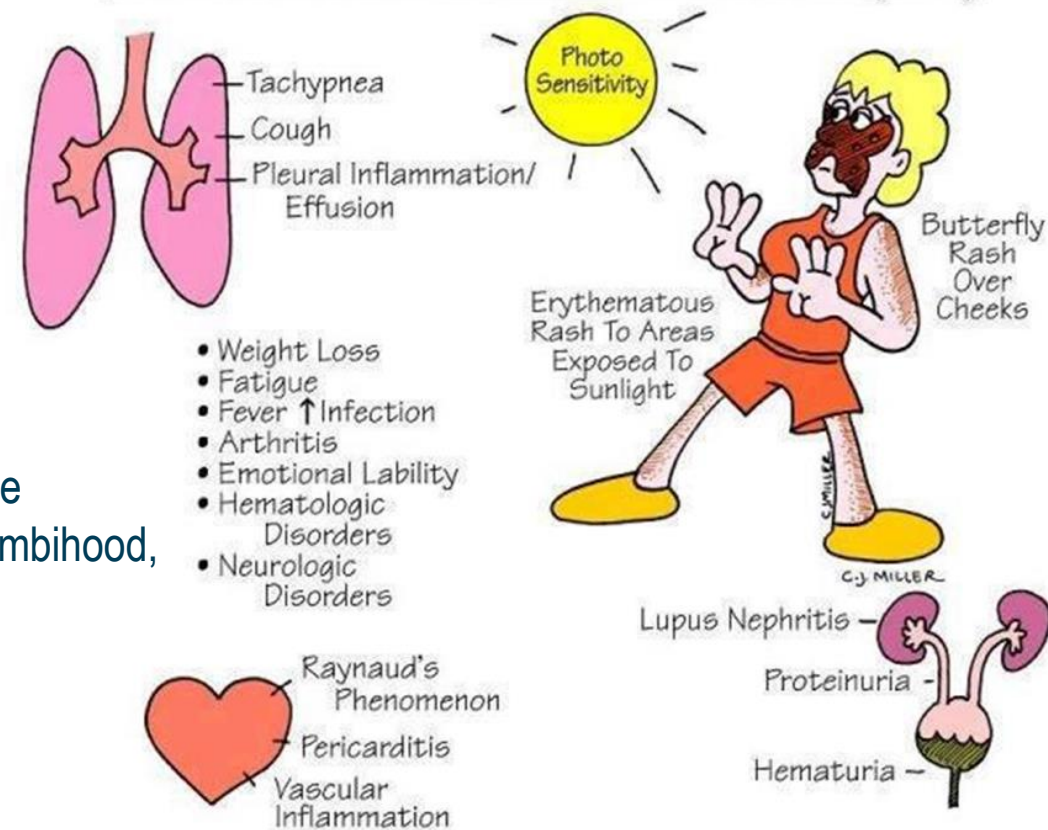 Tachypnea
Cough
Pleural Inflammation/
Effusion
Photo
Sensitivity
Butterfly
Rash
Over
Cheeks
Erythematous
Rash To Areas
Exposed To
Sunlight
• Weight Loss
• Fatigue
• Fever ↑ Infection
• Arthritis
• Emotional Lability
• Hematologic
Disorders
• Neurologic
Disorders
e
mbihood,
C.J. MILLER
C.J. MILLER
Raynaud's
Phenomenon
Pericarditis
Vascular
Inflammation
Lupus Nephritis
Proteinuria
Hematuria